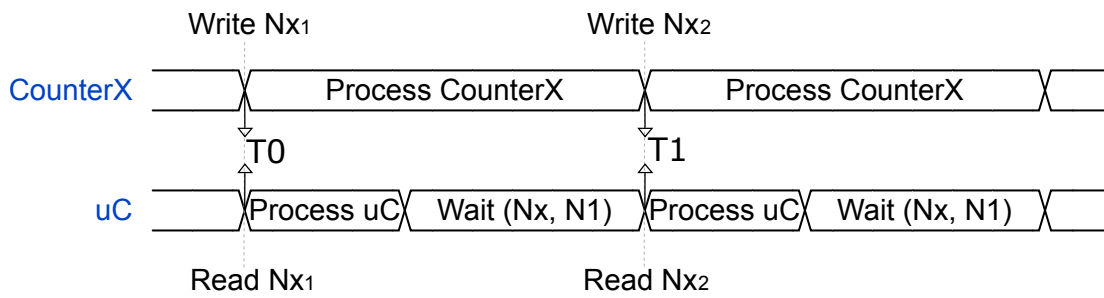 Write Nx1 Write Nx2
CounterX Process CounterX Process CounterX
T0 T1
uC Process uC Wait (Nx, N1) Process uC Wait (Nx, N1)
Read Nx1 Read Nx2